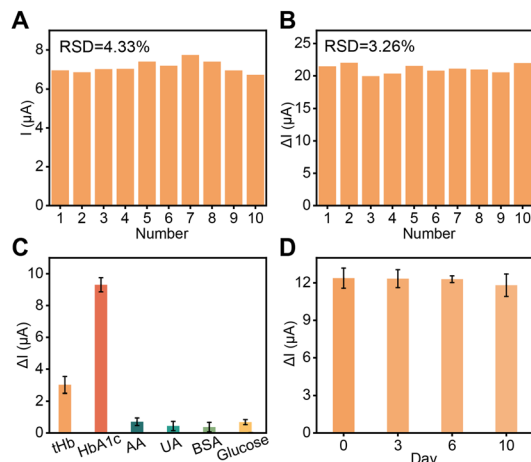 A
RSD=4.33%
I (μA)
8
6
4
2
0
1 2 3 4 5 6 7 8 9 10
Number
B
RSD=3.26%
ΔI (μA)
25
20
15
10
5
0
1 2 3 4 5 6 7 8 9 10
Number
C
ΔI (μA)
10
8
6
4
2
0
tHb HbA1c AA UA BSA Glucose
D
ΔI (μA)
12
9
6
3
0
0 3 6 10
Day